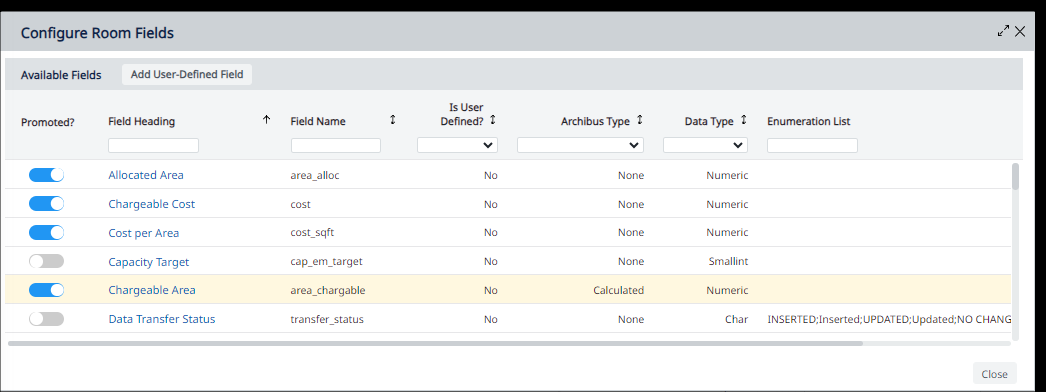 Configure Room Fields
Available Fields Add User-Defined Field
Promoted? Field Heading Field Name Is User Defined? Archibus Type Data Type Enumeration List
Allocated Area area_alloc No None Numeric
Chargeable Cost cost No None Numeric
Cost per Area cost_sqft No None Numeric
Capacity Target cap_em_target No None Smallint
Chargeable Area area_chargable No Calculated Numeric
Data Transfer Status transfer_status No None Char INSERTED;Inserted;UPDATED;Updated;NO CHANG
Close